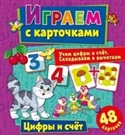 Играем
с карточками
Учим цифры и счёт.
Складываем и вычитаем
3
4
Цифры и счёт
48
карточек